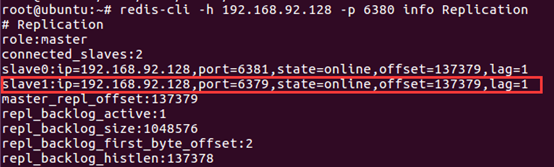 root@ubuntu:~# redis-cli -h 192.168.92.128 -p 6380 info Replication
# Replication
role:master
connected_slaves:2
slave0:ip=192.168.92.128,port=6381,state=online,offset=137379,lag=1
slave1:ip=192.168.92.128,port=6379,state=online,offset=137379,lag=1
master_repl_offset:137379
repl_backlog_active:1
repl_backlog_size:1048576
repl_backlog_first_byte_offset:2
repl_backlog_histlen:137378